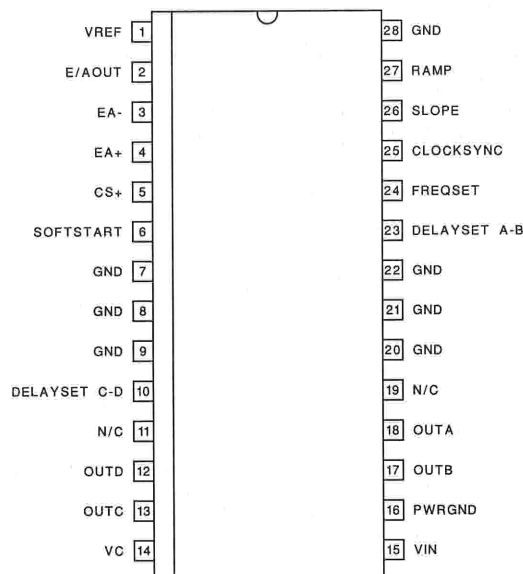 VREF 1 28 GND
E/AOUT 2 27 RAMP
EA- 3 26 SLOPE
EA+ 4 25 CLOCKSYNC
CS+ 5 24 FREQSET
SOFTSTART 6 23 DELAYSET A-B
GND 7 22 GND
GND 8 21 GND
GND 9 20 GND
DELAYSET C-D 10 19 N/C
N/C 11 18 OUTA
OUTD 12 17 OUTB
OUTC 13 16 PWRGND
VC 14 15 VIN